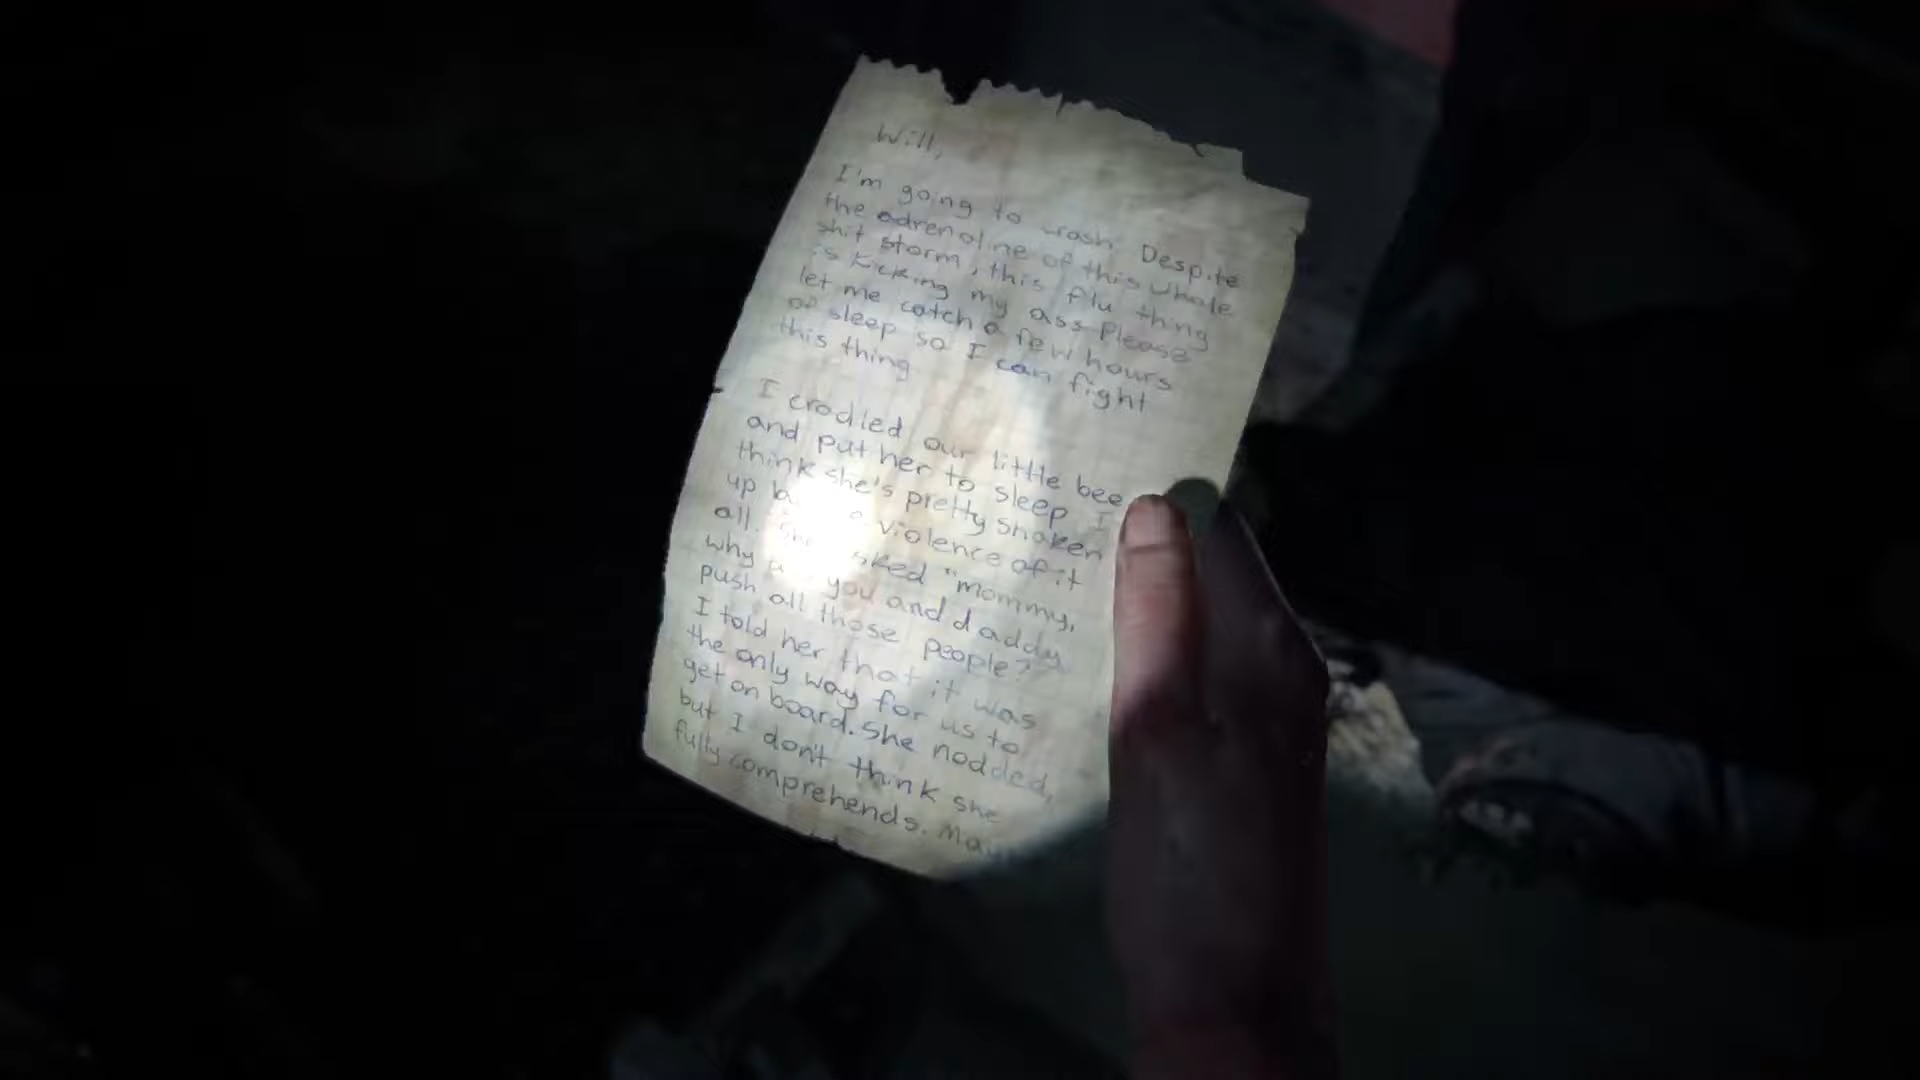 Will,
I'm going to crash. Despite
the adrenaline of this whole
shit storm, this flu thing
is kicking my ass Please
let me catch a few hours
of sleep so I can fight
this thing
I cradled our little bee
and put her to sleep I
think she's pretty shaken
up violence of it
all. "mommy,
why you and daddy
push all those people?
I told her that it was
the only way for us to
get on board. She nodded,
but I don't think she
fully comprehends.